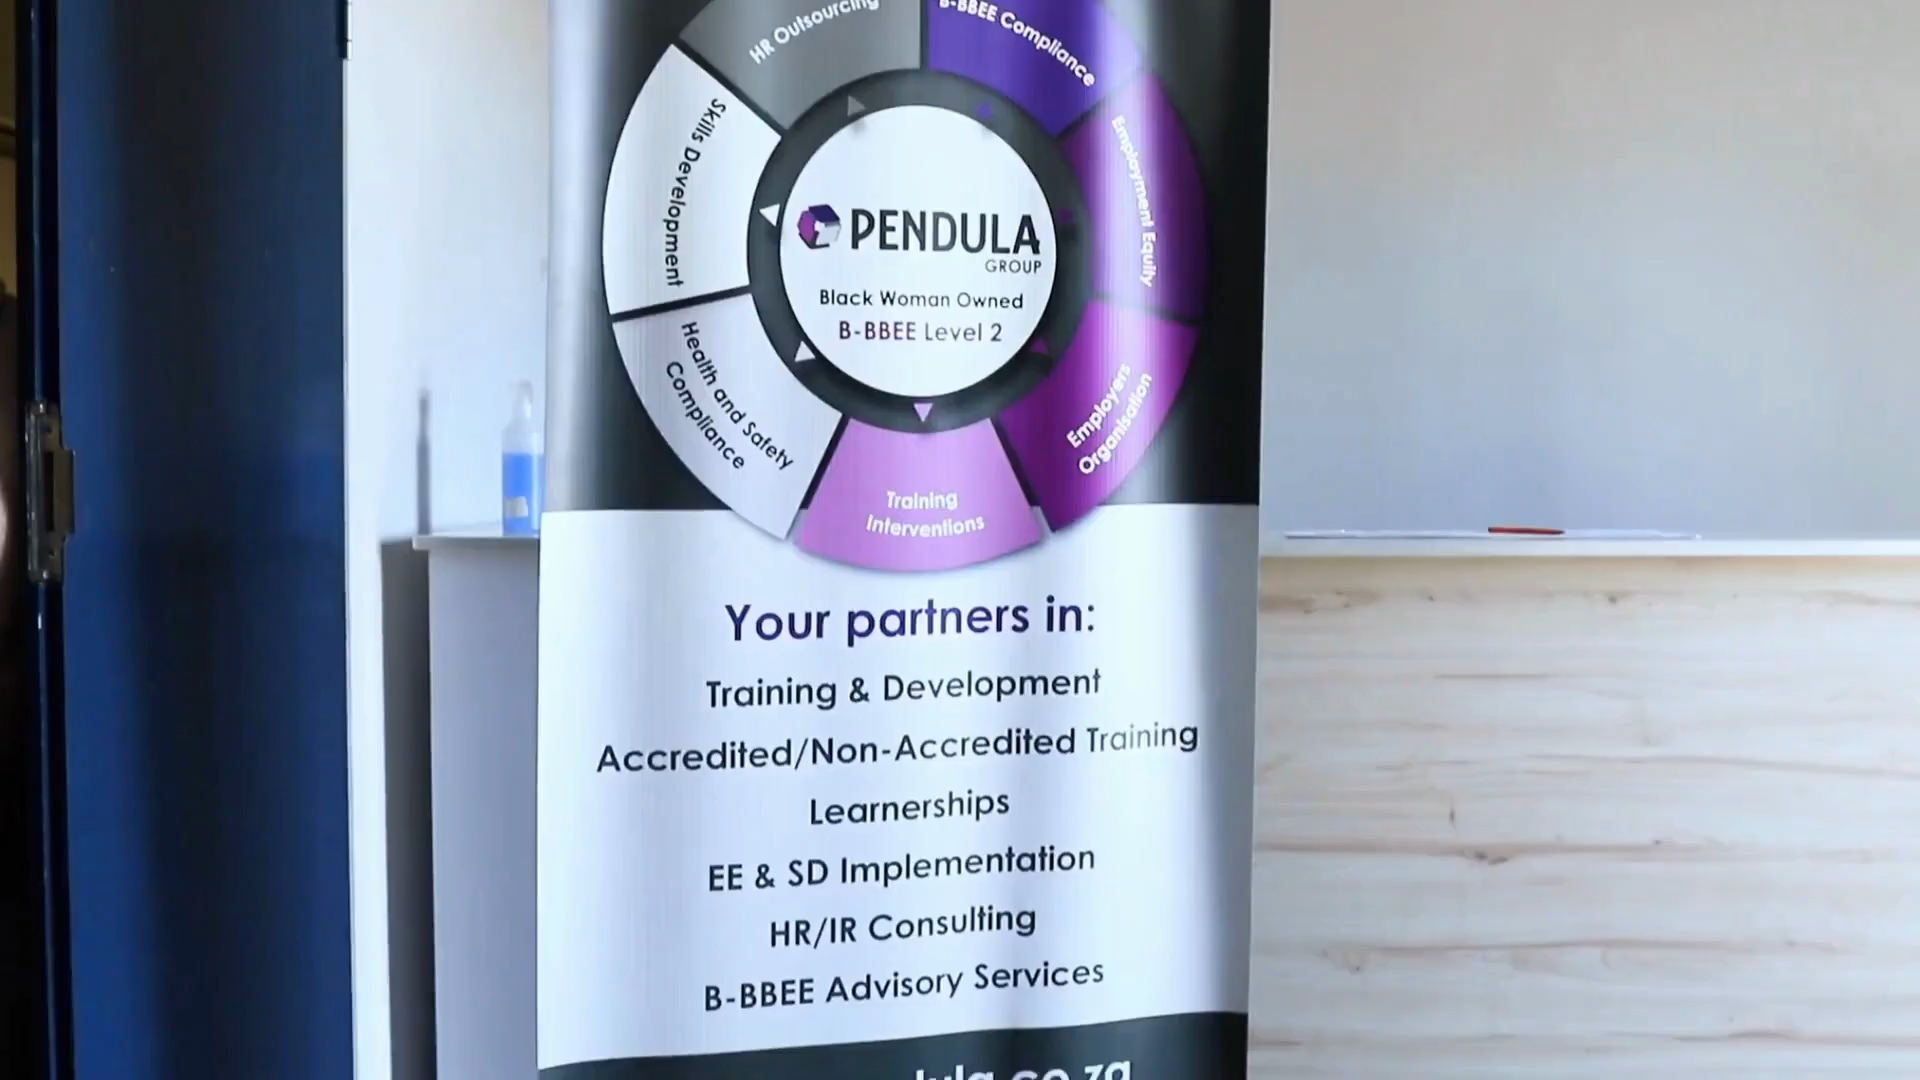 HR Outsourcing
B-BBEE Compliance
Skills Development
Employment Equity
PENDULA
GROUP
Black Woman Owned
B-BBEE Level 2
Health and Safety
Compliance
Employers
Organisation
Training
Interventions
Your partners in:
Training & Development
Accredited/Non-Accredited Training
Learnerships
EE & SD Implementation
HR/IR Consulting
B-BBEE Advisory Services